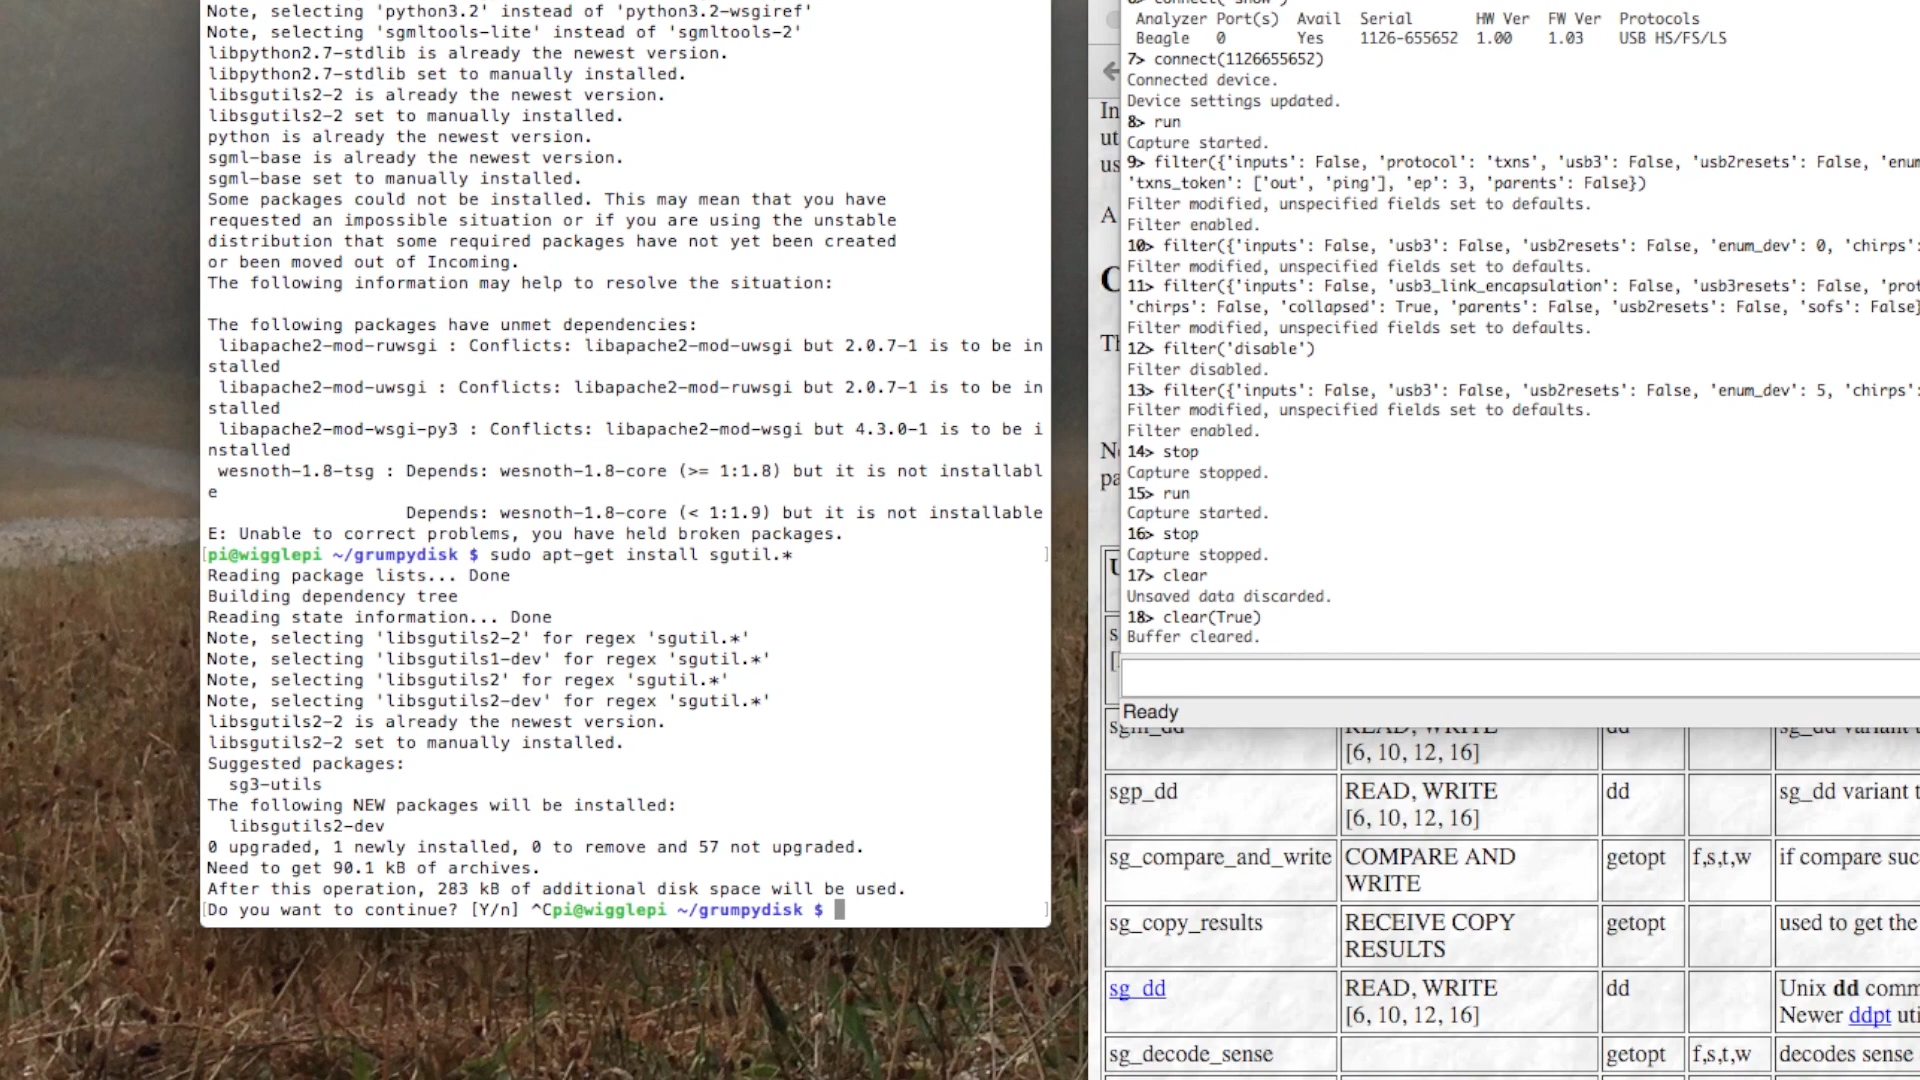 Note, selecting 'python3.2' instead of 'python3.2-wsgiref'
Note, selecting 'sgmltools-lite' instead of 'sgmltools-2'
libpython2.7-stdlib is already the newest version.
libpython2.7-stdlib set to manually installed.
libsgutils2-2 is already the newest version.
libsgutils2-2 set to manually installed.
python is already the newest version.
sgml-base is already the newest version.
sgml-base set to manually installed.
Some packages could not be installed. This may mean that you have
requested an impossible situation or if you are using the unstable
distribution that some required packages have not yet been created
or been moved out of Incoming.
The following information may help to resolve the situation:
The following packages have unmet dependencies:
libapache2-mod-ruwsgi : Conflicts: libapache2-mod-uwsgi but 2.0.7-1 is to be in
stalled
libapache2-mod-uwsgi : Conflicts: libapache2-mod-ruwsgi but 2.0.7-1 is to be in
stalled
libapache2-mod-wsgi-py3 : Conflicts: libapache2-mod-wsgi but 4.3.0-1 is to be i
nstalled
wesnoth-1.8-tsg : Depends: wesnoth-1.8-core (>= 1:1.8) but it is not installabl
e
Depends: wesnoth-1.8-core (< 1:1.9) but it is not installable
E: Unable to correct problems, you have held broken packages.
[pi@wigglepi ~/grumpydisk $ sudo apt-get install sgutil.* ]
Reading package lists... Done
Building dependency tree
Reading state information... Done
Note, selecting 'libsgutils2-2' for regex 'sgutil.*'
Note, selecting 'libsgutils1-dev' for regex 'sgutil.*'
Note, selecting 'libsgutils2' for regex 'sgutil.*'
Note, selecting 'libsgutils2-dev' for regex 'sgutil.*'
libsgutils2-2 is already the newest version.
libsgutils2-2 set to manually installed.
Suggested packages:
sg3-utils
The following NEW packages will be installed:
libsgutils2-dev
0 upgraded, 1 newly installed, 0 to remove and 57 not upgraded.
Need to get 90.1 kB of archives.
After this operation, 283 kB of additional disk space will be used.
[Do you want to continue? [Y/n] ^Cpi@wigglepi ~/grumpydisk $ ]
Analyzer Port(s) Avail Serial HW Ver FW Ver Protocols
Beagle 0 Yes 1126-655652 1.00 1.03 USB HS/FS/LS
7> connect(1126655652)
Connected device.
Device settings updated.
8> run
Capture started.
9> filter({'inputs': False, 'protocol': 'txns', 'usb3': False, 'usb2resets': False, 'enum
'txns_token': ['out', 'ping'], 'ep': 3, 'parents': False})
Filter modified, unspecified fields set to defaults.
Filter enabled.
10> filter({'inputs': False, 'usb3': False, 'usb2resets': False, 'enum_dev': 0, 'chirps':
Filter modified, unspecified fields set to defaults.
11> filter({'inputs': False, 'usb3_link_encapsulation': False, 'usb3resets': False, 'prot
'chirps': False, 'collapsed': True, 'parents': False, 'usb2resets': False, 'sofs': False}
Filter modified, unspecified fields set to defaults.
12> filter('disable')
Filter disabled.
13> filter({'inputs': False, 'usb3': False, 'usb2resets': False, 'enum_dev': 5, 'chirps':
Filter modified, unspecified fields set to defaults.
Filter enabled.
14> stop
Capture stopped.
15> run
Capture started.
16> stop
Capture stopped.
17> clear
Unsaved data discarded.
18> clear(True)
Buffer cleared.
Ready
In
ut
us
A
[6, 10, 12, 16]
sgp_dd READ, WRITE dd sg_dd variant t
[6, 10, 12, 16]
sg_compare_and_write COMPARE AND getopt f,s,t,w if compare suc
WRITE
sg_copy_results RECEIVE COPY getopt used to get the
RESULTS
sg_dd READ, WRITE dd Unix dd comm
[6, 10, 12, 16] Newer ddpt uti
sg_decode_sense getopt f,s,t,w decodes sense